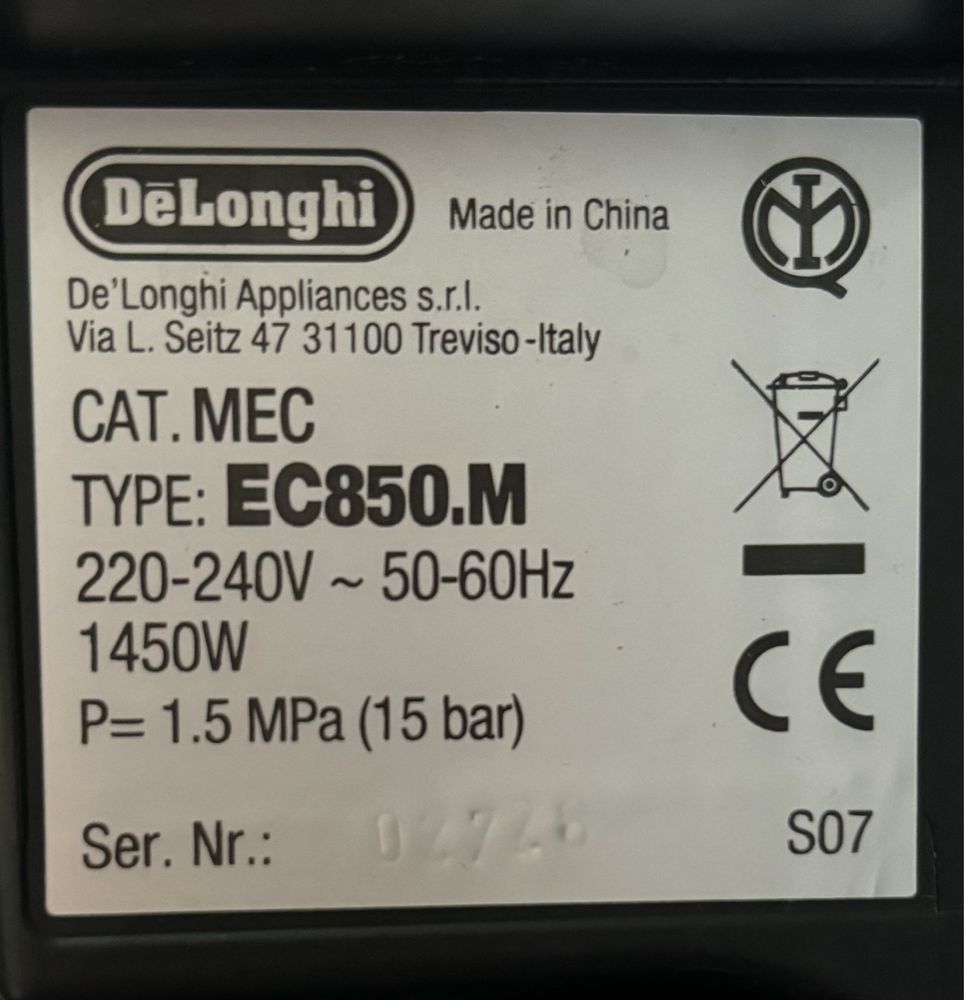 DēLonghi
Made in China
De'Longhi Appliances s.r.l.
Via L. Seitz 47 31100 Treviso-Italy
CAT. MEC
TYPE: EC850.M
220-240V ~ 50-60Hz
1450W
P= 1.5 MPa (15 bar)
CE
Ser. Nr.:
S07